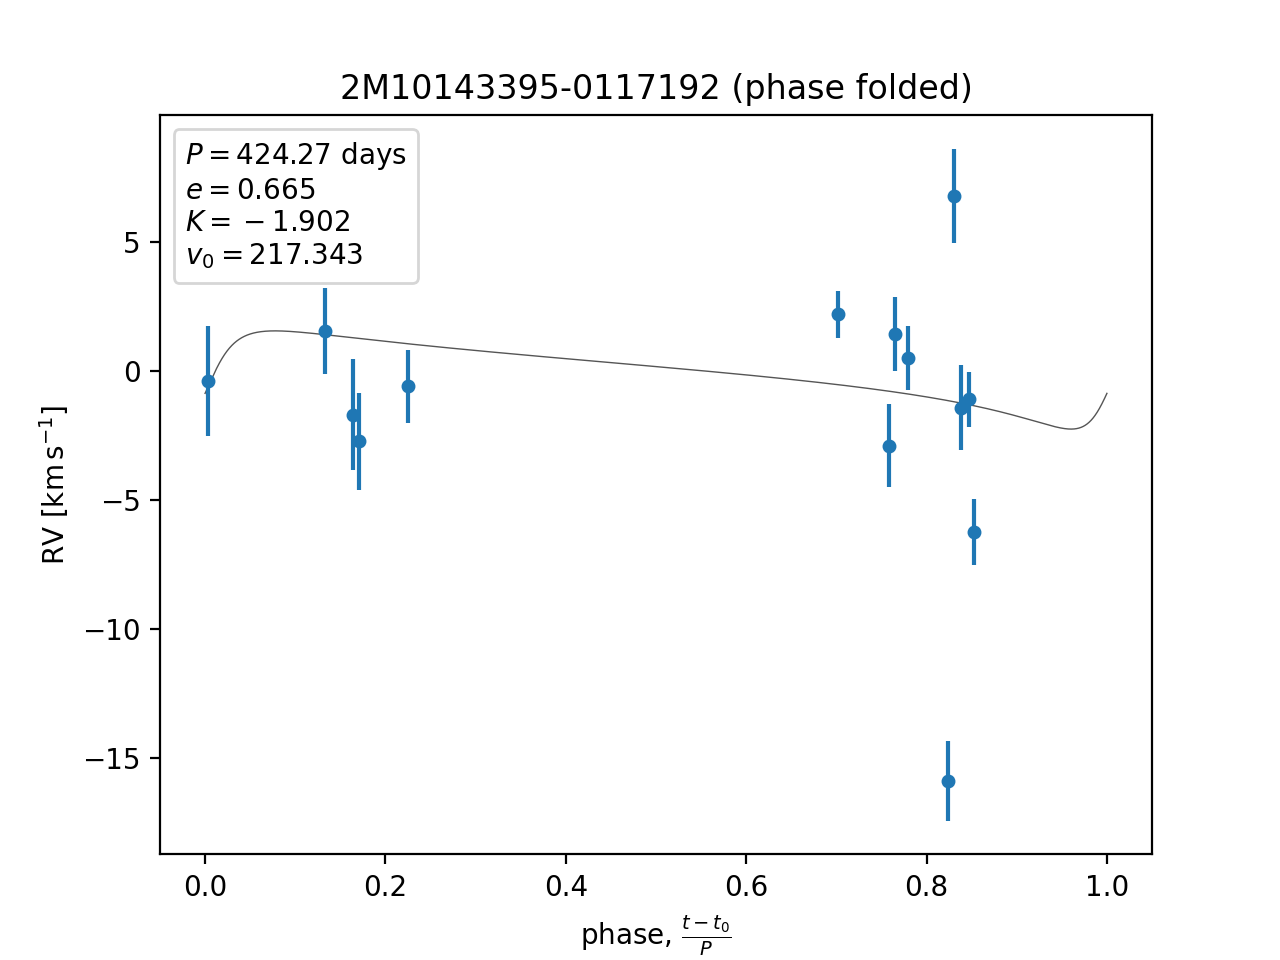 2M10143395-0117192 (phase folded)
P = 424.27 days
e = 0.665
K = −1.902
v₀ = 217.343
5
0
−5
−10
−15
RV [km s⁻¹]
0.0 0.2 0.4 0.6 0.8 1.0
phase, (t − t₀)/P